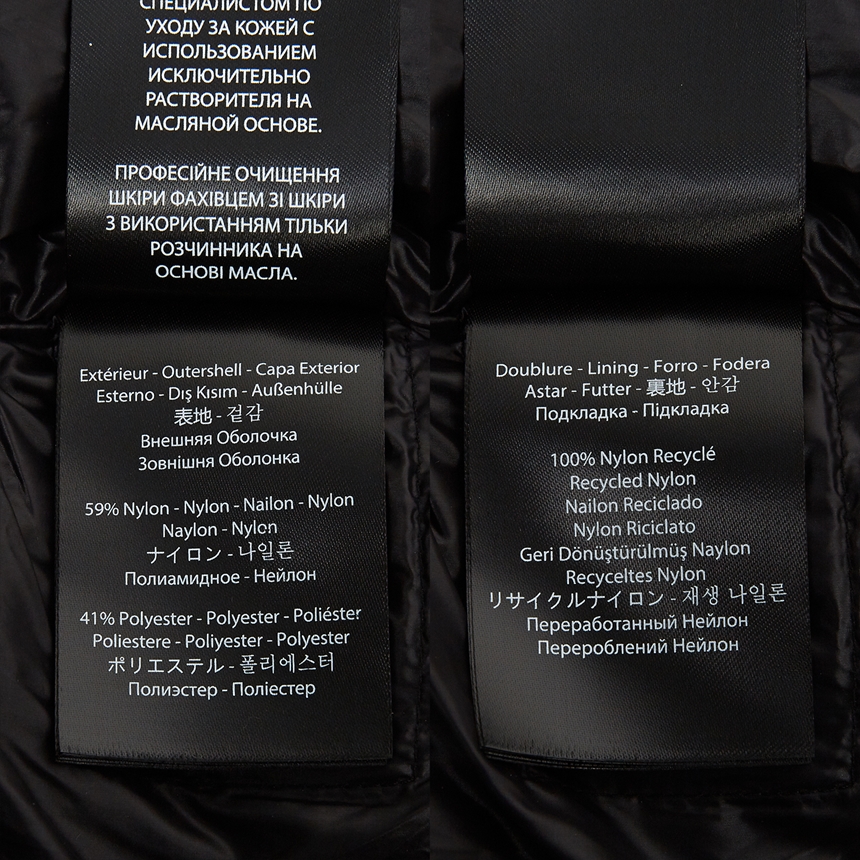 СПЕЦИАЛИСТОМ ПО
УХОДУ ЗА КОЖЕЙ С
ИСПОЛЬЗОВАНИЕМ
ИСКЛЮЧИТЕЛЬНО
РАСТВОРИТЕЛЯ НА
МАСЛЯНОЙ ОСНОВЕ.
ПРОФЕСІЙНЕ ОЧИЩЕННЯ
ШКІРИ ФАХІВЦЕМ ЗІ ШКІРИ
З ВИКОРИСТАННЯМ ТІЛЬКИ
РОЗЧИННИКА НА
ОСНОВІ МАСЛА.
Extérieur - Outershell - Capa Exterior
Esterno - Dış Kısım - Außenhülle
表地 - 겉감
Внешняя Оболочка
Зовнішня Оболонка
59% Nylon - Nylon - Nailon - Nylon
Naylon - Nylon
ナイロン - 나일론
Полиамидное - Нейлон
41% Polyester - Polyester - Poliéster
Poliestere - Poliyester - Polyester
ポリエステル - 폴리에스터
Полиэстер - Поліестер
Doublure - Lining - Forro - Fodera
Astar - Futter - 裏地 - 안감
Подкладка - Підкладка
100% Nylon Recyclé
Recycled Nylon
Nailon Reciclado
Nylon Riciclato
Geri Dönüştürülmüş Naylon
Recyceltes Nylon
リサイクルナイロン - 재생 나일론
Переработанный Нейлон
Перероблений Нейлон